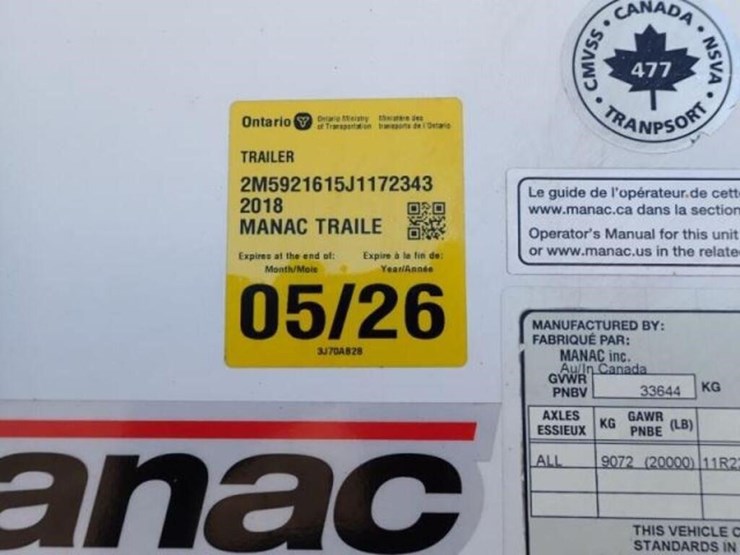 CANADA
CMVSS • NSVA
477
TRANPSORT
Ontario Ontario Ministry of Transportation Ministère des transports de l'Ontario
TRAILER
2M5921615J1172343
2018
MANAC TRAILE
Expires at the end of: Expire à la fin de:
Month/Mois Year/Année
05/26
3J70A828
Le guide de l'opérateur.de cett
www.manac.ca dans la section
Operator's Manual for this unit
or www.manac.us in the relate
MANUFACTURED BY:
FABRIQUÉ PAR:
MANAC inc.
Au/In Canada
GVWR
PNBV 33644 KG
AXLES
ESSIEUX KG GAWR
PNBE (LB)
ALL 9072 (20000) 11R2
THIS VEHICLE C
STANDARDS IN
anac